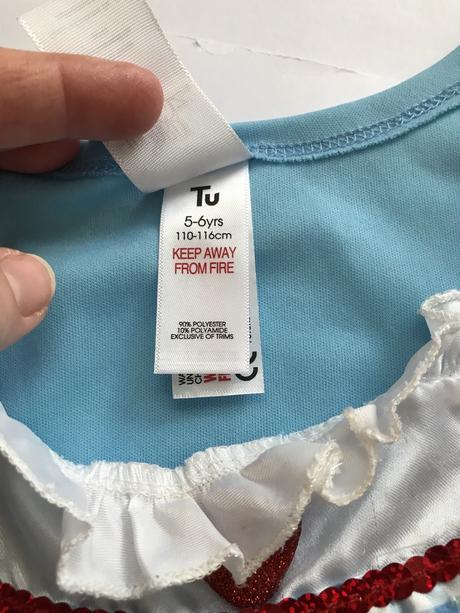 Tu
5-6yrs
110-116cm
KEEP AWAY
FROM FIRE
90% POLYESTER
10% POLYAMIDE
EXCLUSIVE OF TRIMS